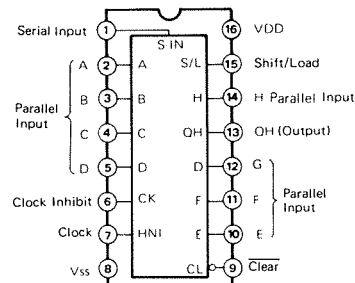 Serial Input 1 S·IN 16 VDD
A 2 A S/L 15 Shift/Load
B 3 B H 14 H Parallel Input
Parallel Input
C 4 C QH 13 QH (Output)
D 5 D D 12 G
Clock Inhibit 6 CK F 11 F
Parallel Input
Clock 7 HNI E 10 E
Vss 8 CL 9 Clear